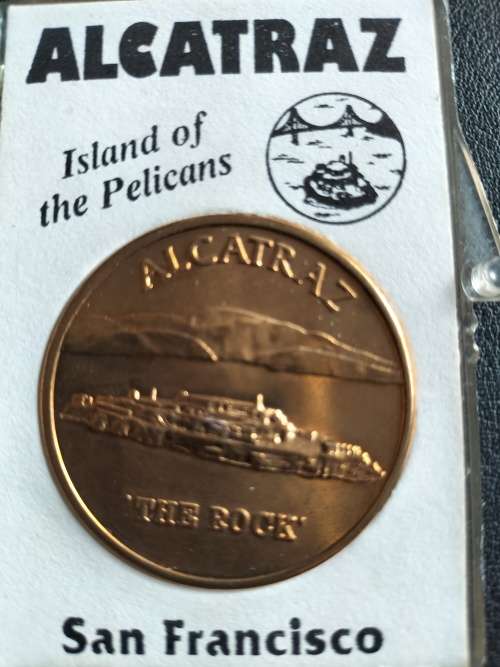 ALCATRAZ
Island of
the Pelicans
ALCATRAZ
'THE ROCK'
San Francisco